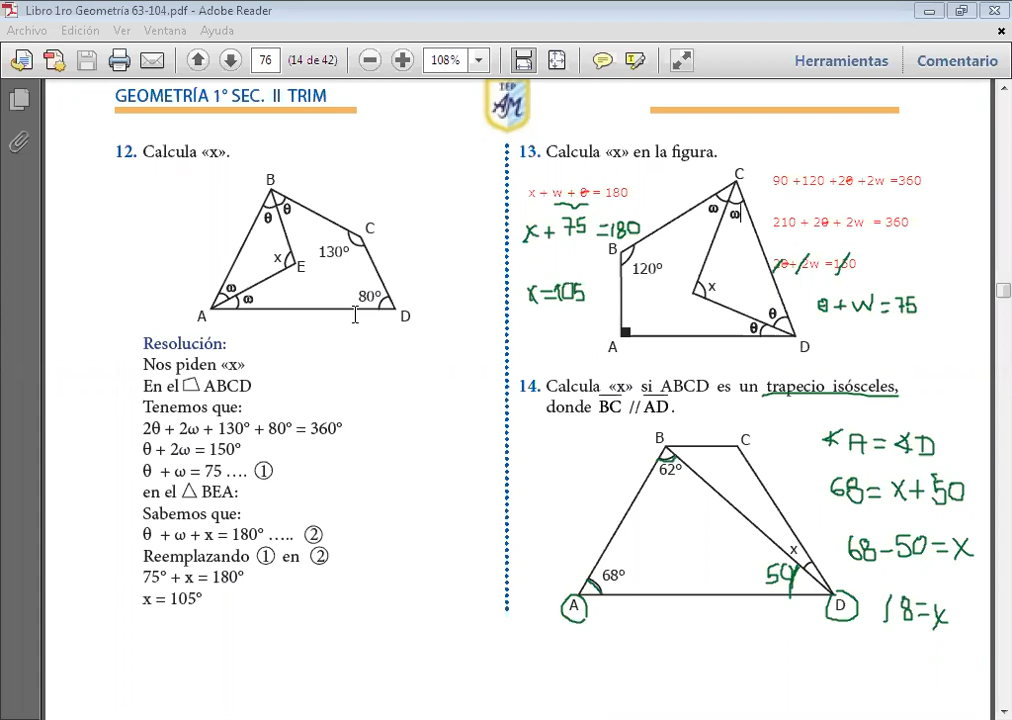 Libro 1ro Geometría 63-104.pdf - Adobe Reader
Archivo Edición Ver Ventana Ayuda
76 (14 de 42) 108% Herramientas Comentario
GEOMETRÍA 1° SEC. II TRIM
IEP
AM
12. Calcula «x».
B
θ θ
C
130°
x
E
ω
ω
80°
A
D
Resolución:
Nos piden «x»
En el ABCD
Tenemos que:
2θ + 2ω + 130° + 80° = 360°
θ + 2ω = 150°
θ + ω = 75 .... ①
en el △ BEA:
Sabemos que:
θ + ω + x = 180° ..... ②
Reemplazando ① en ②
75° + x = 180°
x = 105°
13. Calcula «x» en la figura.
x + w + θ = 180
x + 75 = 180
x = 105
C
ω
ω
B
120°
x
θ
θ
A
D
90 +120 +2θ +2w =360
210 + 2θ + 2w = 360
2θ+ 2w =150
θ + w = 75
14. Calcula «x» si ABCD es un trapecio isósceles,
donde BC // AD.
B
C
62°
x
68°
50
A
D
∢ A = ∢ D
68 = x + 50
68 - 50 = x
18 = x